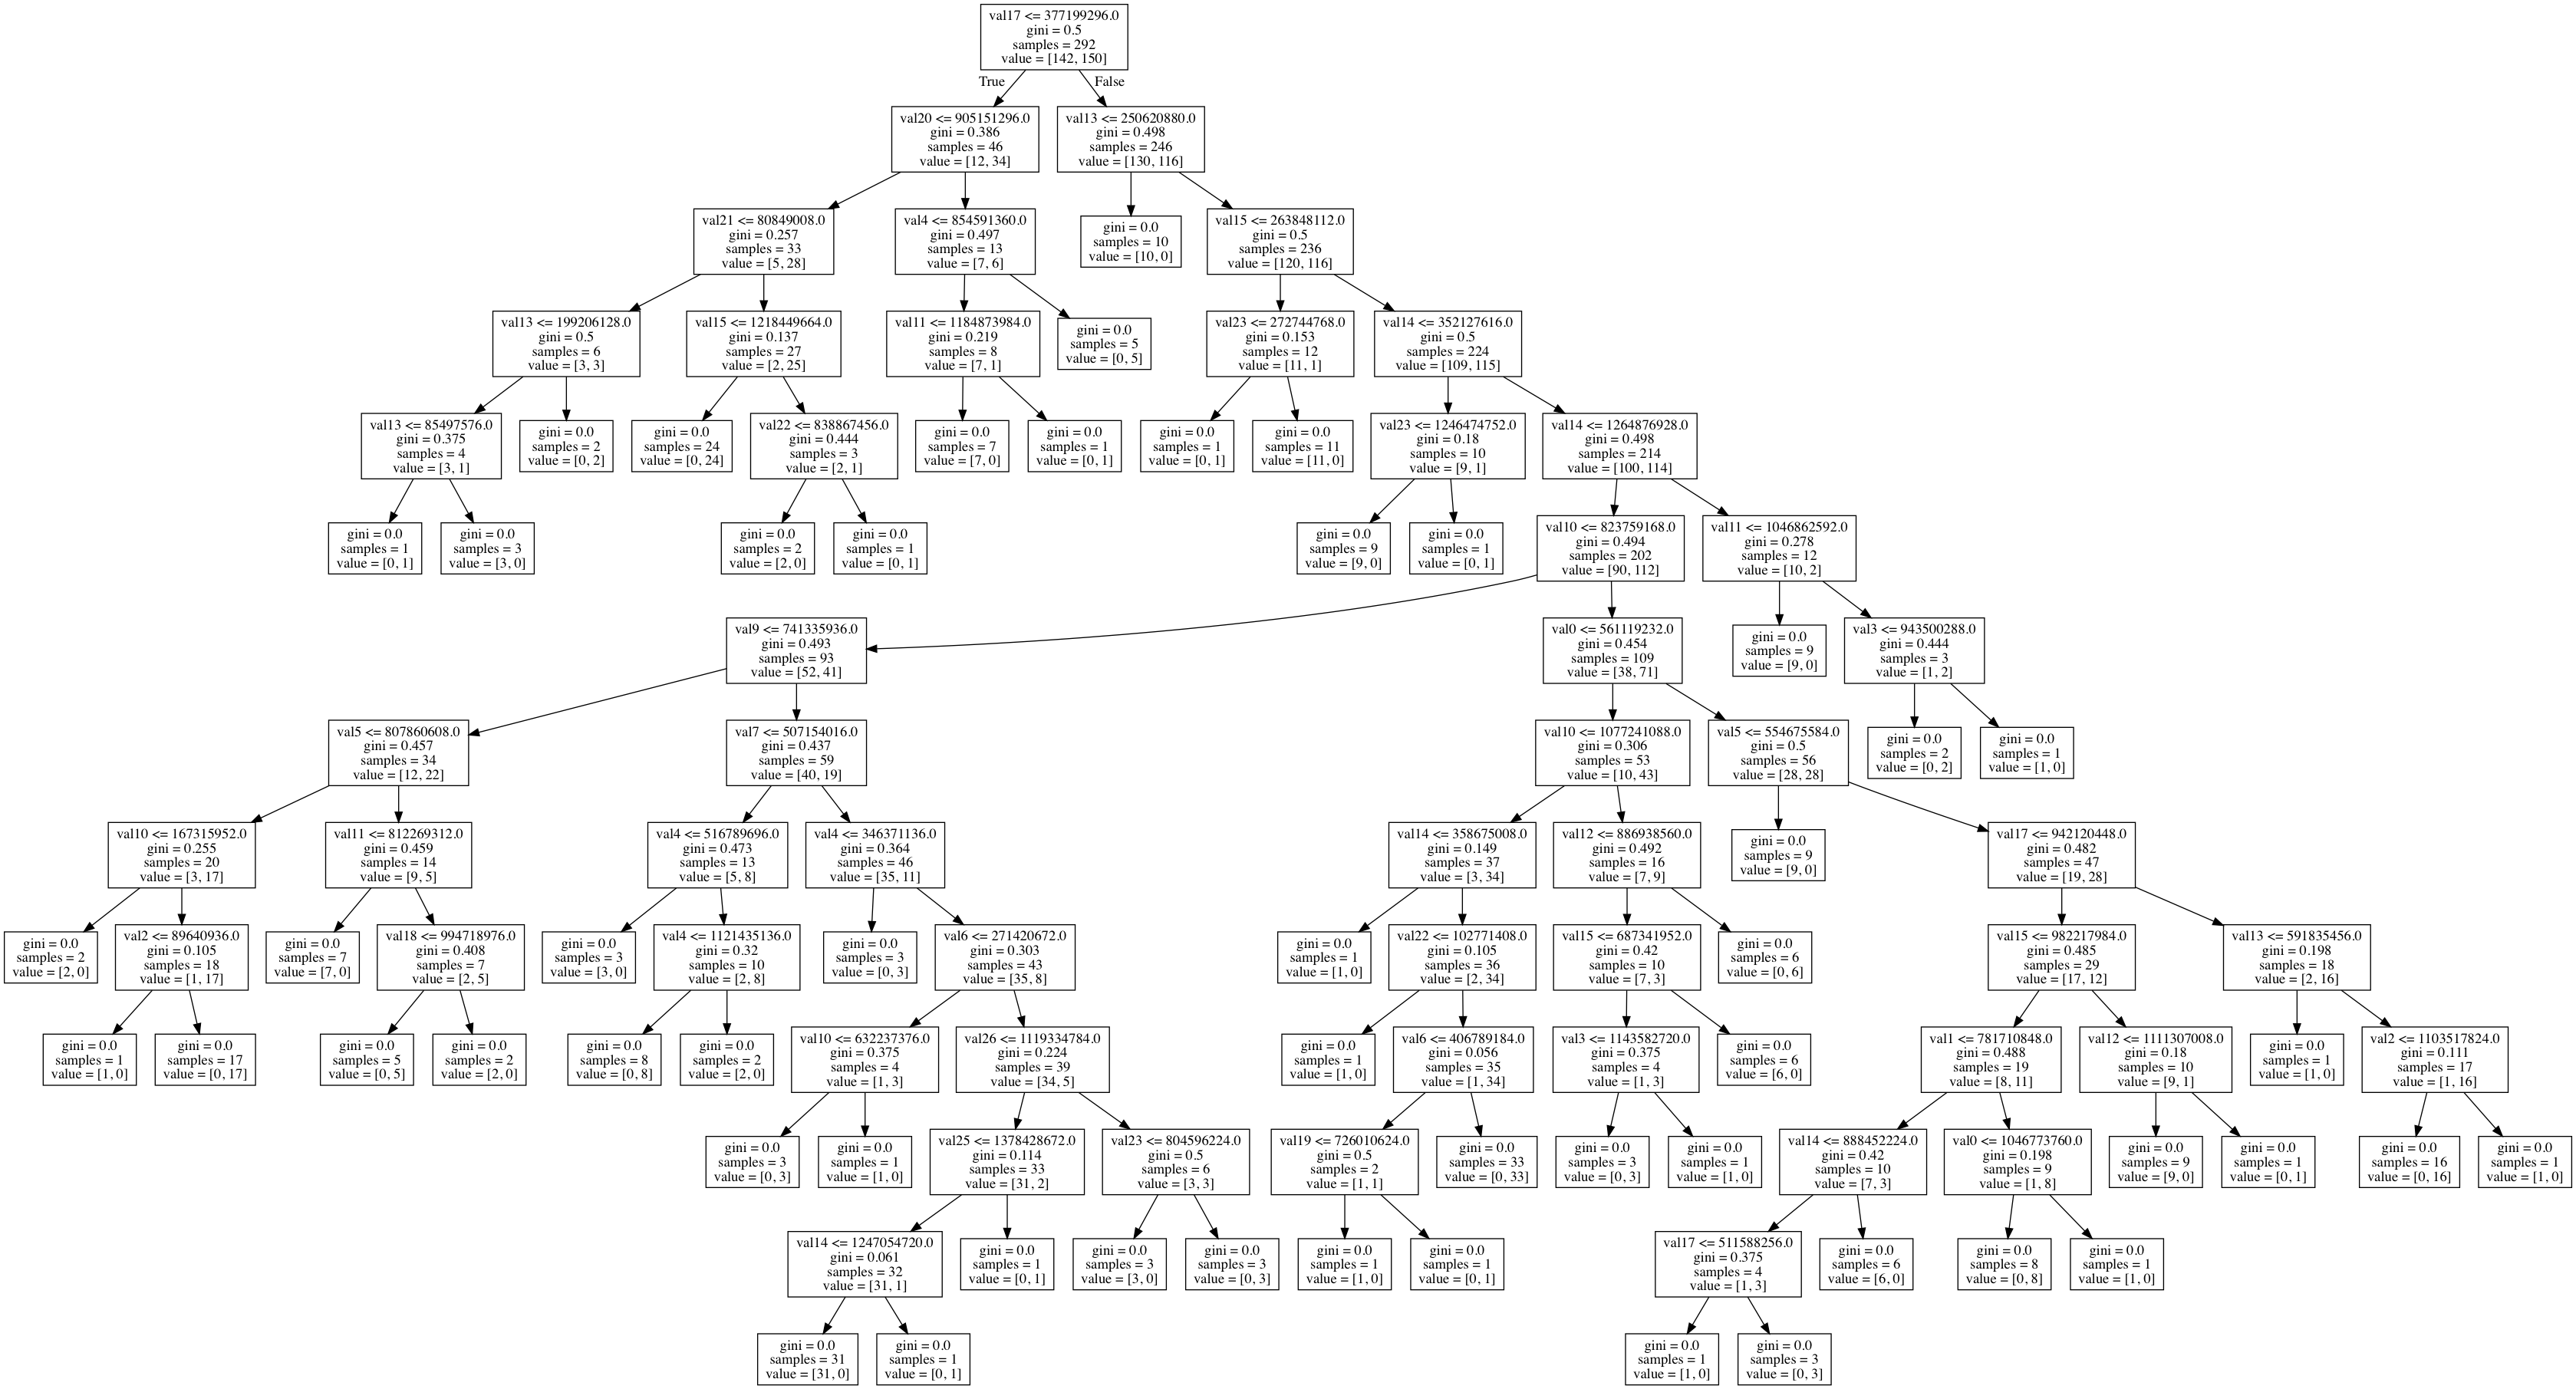 val17 <= 377199296.0
gini = 0.5
samples = 292
value = [142, 150]
True
False
val20 <= 905151296.0
gini = 0.386
samples = 46
value = [12, 34]
val13 <= 250620880.0
gini = 0.498
samples = 246
value = [130, 116]
val21 <= 80849008.0
gini = 0.257
samples = 33
value = [5, 28]
val4 <= 854591360.0
gini = 0.497
samples = 13
value = [7, 6]
gini = 0.0
samples = 10
value = [10, 0]
val15 <= 263848112.0
gini = 0.5
samples = 236
value = [120, 116]
val13 <= 199206128.0
gini = 0.5
samples = 6
value = [3, 3]
val15 <= 1218449664.0
gini = 0.137
samples = 27
value = [2, 25]
val11 <= 1184873984.0
gini = 0.219
samples = 8
value = [7, 1]
gini = 0.0
samples = 5
value = [0, 5]
val23 <= 272744768.0
gini = 0.153
samples = 12
value = [11, 1]
val14 <= 352127616.0
gini = 0.5
samples = 224
value = [109, 115]
val13 <= 85497576.0
gini = 0.375
samples = 4
value = [3, 1]
gini = 0.0
samples = 2
value = [0, 2]
gini = 0.0
samples = 24
value = [0, 24]
val22 <= 838867456.0
gini = 0.444
samples = 3
value = [2, 1]
gini = 0.0
samples = 7
value = [7, 0]
gini = 0.0
samples = 1
value = [0, 1]
gini = 0.0
samples = 1
value = [0, 1]
gini = 0.0
samples = 11
value = [11, 0]
val23 <= 1246474752.0
gini = 0.18
samples = 10
value = [9, 1]
val14 <= 1264876928.0
gini = 0.498
samples = 214
value = [100, 114]
gini = 0.0
samples = 1
value = [0, 1]
gini = 0.0
samples = 3
value = [3, 0]
gini = 0.0
samples = 2
value = [2, 0]
gini = 0.0
samples = 1
value = [0, 1]
gini = 0.0
samples = 9
value = [9, 0]
gini = 0.0
samples = 1
value = [0, 1]
val10 <= 823759168.0
gini = 0.494
samples = 202
value = [90, 112]
val11 <= 1046862592.0
gini = 0.278
samples = 12
value = [10, 2]
val9 <= 741335936.0
gini = 0.493
samples = 93
value = [52, 41]
val0 <= 561119232.0
gini = 0.454
samples = 109
value = [38, 71]
gini = 0.0
samples = 9
value = [9, 0]
val3 <= 943500288.0
gini = 0.444
samples = 3
value = [1, 2]
val5 <= 807860608.0
gini = 0.457
samples = 34
value = [12, 22]
val7 <= 507154016.0
gini = 0.437
samples = 59
value = [40, 19]
val10 <= 1077241088.0
gini = 0.306
samples = 53
value = [10, 43]
val5 <= 554675584.0
gini = 0.5
samples = 56
value = [28, 28]
gini = 0.0
samples = 2
value = [0, 2]
gini = 0.0
samples = 1
value = [1, 0]
val10 <= 167315952.0
gini = 0.255
samples = 20
value = [3, 17]
val11 <= 812269312.0
gini = 0.459
samples = 14
value = [9, 5]
val4 <= 516789696.0
gini = 0.473
samples = 13
value = [5, 8]
val4 <= 346371136.0
gini = 0.364
samples = 46
value = [35, 11]
val14 <= 358675008.0
gini = 0.149
samples = 37
value = [3, 34]
val12 <= 886938560.0
gini = 0.492
samples = 16
value = [7, 9]
gini = 0.0
samples = 9
value = [9, 0]
val17 <= 942120448.0
gini = 0.482
samples = 47
value = [19, 28]
gini = 0.0
samples = 2
value = [2, 0]
val2 <= 89640936.0
gini = 0.105
samples = 18
value = [1, 17]
gini = 0.0
samples = 7
value = [7, 0]
val18 <= 994718976.0
gini = 0.408
samples = 7
value = [2, 5]
gini = 0.0
samples = 3
value = [3, 0]
val4 <= 1121435136.0
gini = 0.32
samples = 10
value = [2, 8]
gini = 0.0
samples = 3
value = [0, 3]
val6 <= 271420672.0
gini = 0.303
samples = 43
value = [35, 8]
gini = 0.0
samples = 1
value = [1, 0]
val22 <= 102771408.0
gini = 0.105
samples = 36
value = [2, 34]
val15 <= 687341952.0
gini = 0.42
samples = 10
value = [7, 3]
gini = 0.0
samples = 6
value = [0, 6]
val15 <= 982217984.0
gini = 0.485
samples = 29
value = [17, 12]
val13 <= 591835456.0
gini = 0.198
samples = 18
value = [2, 16]
gini = 0.0
samples = 1
value = [1, 0]
gini = 0.0
samples = 17
value = [0, 17]
gini = 0.0
samples = 5
value = [0, 5]
gini = 0.0
samples = 2
value = [2, 0]
gini = 0.0
samples = 8
value = [0, 8]
gini = 0.0
samples = 2
value = [2, 0]
val10 <= 632237376.0
gini = 0.375
samples = 4
value = [1, 3]
val26 <= 1119334784.0
gini = 0.224
samples = 39
value = [34, 5]
gini = 0.0
samples = 1
value = [1, 0]
val6 <= 406789184.0
gini = 0.056
samples = 35
value = [1, 34]
val3 <= 1143582720.0
gini = 0.375
samples = 4
value = [1, 3]
gini = 0.0
samples = 6
value = [6, 0]
val1 <= 781710848.0
gini = 0.488
samples = 19
value = [8, 11]
val12 <= 1111307008.0
gini = 0.18
samples = 10
value = [9, 1]
gini = 0.0
samples = 1
value = [1, 0]
val2 <= 1103517824.0
gini = 0.111
samples = 17
value = [1, 16]
gini = 0.0
samples = 3
value = [0, 3]
gini = 0.0
samples = 1
value = [1, 0]
val25 <= 1378428672.0
gini = 0.114
samples = 33
value = [31, 2]
val23 <= 804596224.0
gini = 0.5
samples = 6
value = [3, 3]
val19 <= 726010624.0
gini = 0.5
samples = 2
value = [1, 1]
gini = 0.0
samples = 33
value = [0, 33]
gini = 0.0
samples = 3
value = [0, 3]
gini = 0.0
samples = 1
value = [1, 0]
val14 <= 888452224.0
gini = 0.42
samples = 10
value = [7, 3]
val0 <= 1046773760.0
gini = 0.198
samples = 9
value = [1, 8]
gini = 0.0
samples = 9
value = [9, 0]
gini = 0.0
samples = 1
value = [0, 1]
gini = 0.0
samples = 16
value = [0, 16]
gini = 0.0
samples = 1
value = [1, 0]
val14 <= 1247054720.0
gini = 0.061
samples = 32
value = [31, 1]
gini = 0.0
samples = 1
value = [0, 1]
gini = 0.0
samples = 3
value = [3, 0]
gini = 0.0
samples = 3
value = [0, 3]
gini = 0.0
samples = 1
value = [1, 0]
gini = 0.0
samples = 1
value = [0, 1]
val17 <= 511588256.0
gini = 0.375
samples = 4
value = [1, 3]
gini = 0.0
samples = 6
value = [6, 0]
gini = 0.0
samples = 8
value = [0, 8]
gini = 0.0
samples = 1
value = [1, 0]
gini = 0.0
samples = 31
value = [31, 0]
gini = 0.0
samples = 1
value = [0, 1]
gini = 0.0
samples = 1
value = [1, 0]
gini = 0.0
samples = 3
value = [0, 3]